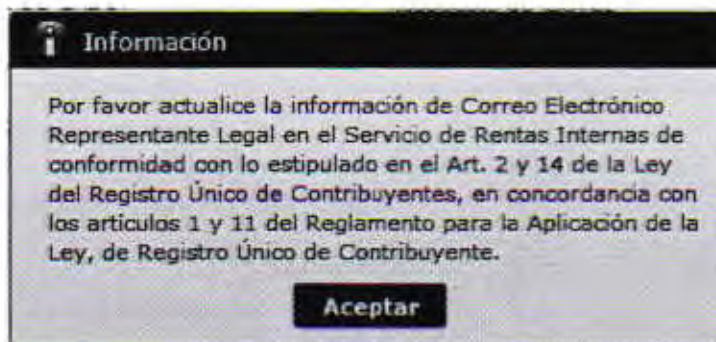 Información
Por favor actualice la información de Correo Electrónico
Representante Legal en el Servicio de Rentas Internas de
conformidad con lo estipulado en el Art. 2 y 14 de la Ley
del Registro Único de Contribuyentes, en concordancia con
los artículos 1 y 11 del Reglamento para la Aplicación de la
Ley, de Registro Único de Contribuyente.
Aceptar